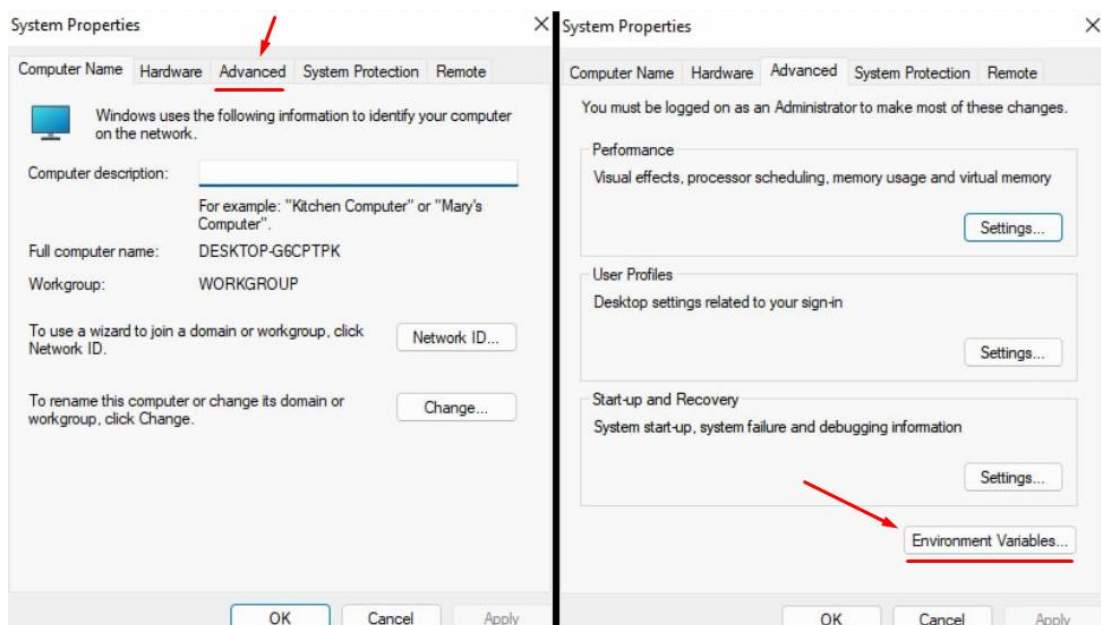 System Properties
Computer Name Hardware Advanced System Protection Remote
Windows uses the following information to identify your computer
on the network.
Computer description:
For example: "Kitchen Computer" or "Mary's
Computer".
Full computer name: DESKTOP-G6CPTPK
Workgroup: WORKGROUP
To use a wizard to join a domain or workgroup, click
Network ID.
Network ID...
To rename this computer or change its domain or
workgroup, click Change.
Change...
OK Cancel Apply
System Properties
Computer Name Hardware Advanced System Protection Remote
You must be logged on as an Administrator to make most of these changes.
Performance
Visual effects, processor scheduling, memory usage and virtual memory
Settings...
User Profiles
Desktop settings related to your sign-in
Settings...
Start-up and Recovery
System start-up, system failure and debugging information
Settings...
Environment Variables...
OK Cancel Apply